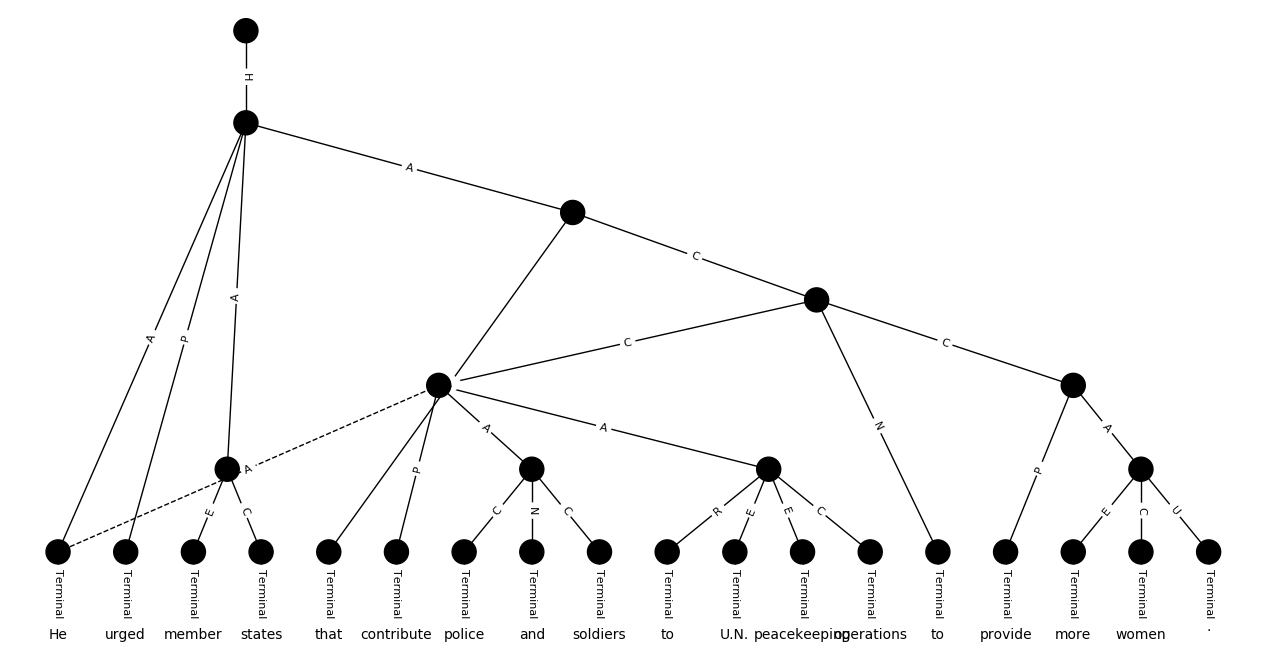 H
A
C
A
P
A
C
C
N
A
P
A
A
P
A
E
C
C
N
C
R
E
E
C
E
C
U
Terminal Terminal Terminal Terminal Terminal Terminal Terminal Terminal Terminal Terminal Terminal Terminal Terminal Terminal Terminal Terminal Terminal Terminal
He urged member states that contribute police and soldiers to U.N. peacekeeping operations to provide more women .